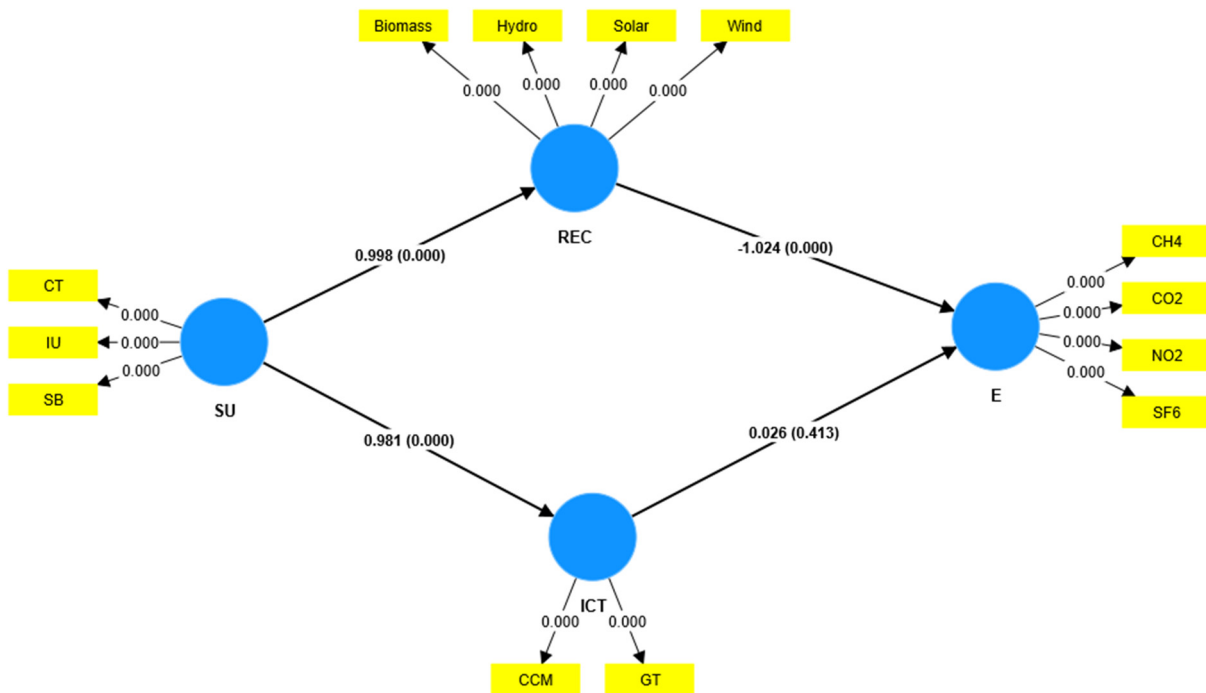 Biomass Hydro Solar Wind
0.000 0.000 0.000 0.000
REC
0.998 (0.000) -1.024 (0.000)
CT
IU
SB
0.000
0.000
0.000
SU
CH4
CO2
NO2
SF6
0.000
0.000
0.000
0.000
E
0.981 (0.000) 0.026 (0.413)
ICT
0.000 0.000
CCM GT